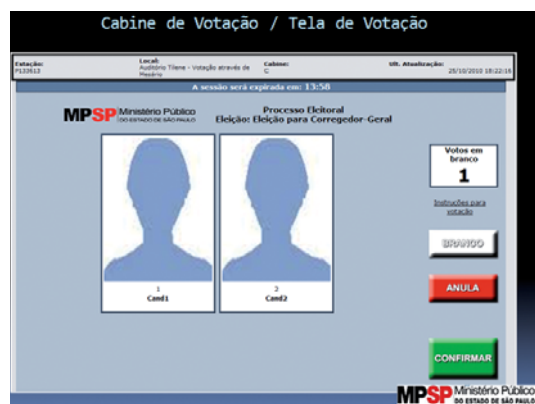 Cabine de Votação / Tela de Votação
Estação:
P133613
Local:
Auditório Tilene - Votação através de
Mesário
Cabine:
C
Ult. Atualização:
28/10/2010 18:22:16
A sessão será expirada em: 13:58
MPSP Ministério Público
DO ESTADO DE SÃO PAULO
Processo Eleitoral
Eleição: Eleição para Corregedor-Geral
1
Cand1
2
Cand2
Votos em
branco
1
Instruções para
votação
BRANCO
ANULA
CONFIRMAR
MPSP Ministério Público
DO ESTADO DE SÃO PAULO